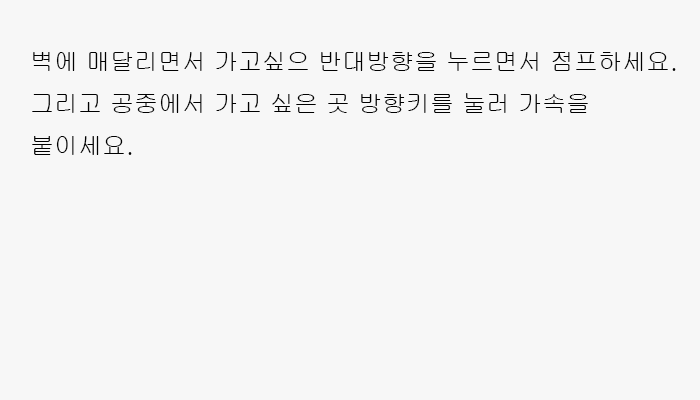 벽에 매달리면서 가고싶으 반대방향을 누르면서 점프하세요.
그리고 공중에서 가고 싶은 곳 방향키를 눌러 가속을
붙이세요.